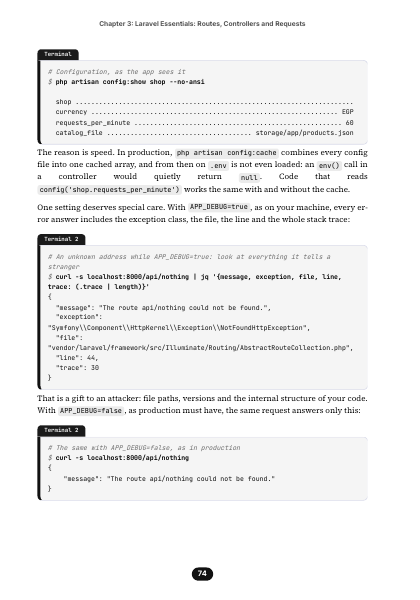 Chapter 3: Laravel Essentials: Routes, Controllers and Requests
Terminal
# Configuration, as the app sees it
$ php artisan config:show shop --no-ansi
shop ......................................................................
currency .................................................................. EGP
requests_per_minute ....................................................... 60
catalog_file ..................................... storage/app/products.json
The reason is speed. In production, php artisan config:cache combines every config
file into one cached array, and from then on .env is not even loaded: an env() call in
a controller would quietly return null. Code that reads
config('shop.requests_per_minute') works the same with and without the cache.
One setting deserves special care. With APP_DEBUG=true, as on your machine, every er-
ror answer includes the exception class, the file, the line and the whole stack trace:
Terminal 2
# An unknown address while APP_DEBUG=true: look at everything it tells a
stranger
$ curl -s localhost:8000/api/nothing | jq '{message, exception, file, line,
trace: (.trace | length)}'
{
"message": "The route api/nothing could not be found.",
"exception":
"Symfony\\Component\\HttpKernel\\Exception\\NotFoundHttpException",
"file":
"vendor/laravel/framework/src/Illuminate/Routing/AbstractRouteCollection.php",
"line": 44,
"trace": 30
}
That is a gift to an attacker: file paths, versions and the internal structure of your code.
With APP_DEBUG=false, as production must have, the same request answers only this:
Terminal 2
# The same with APP_DEBUG=false, as in production
$ curl -s localhost:8000/api/nothing
{
"message": "The route api/nothing could not be found."
}
74